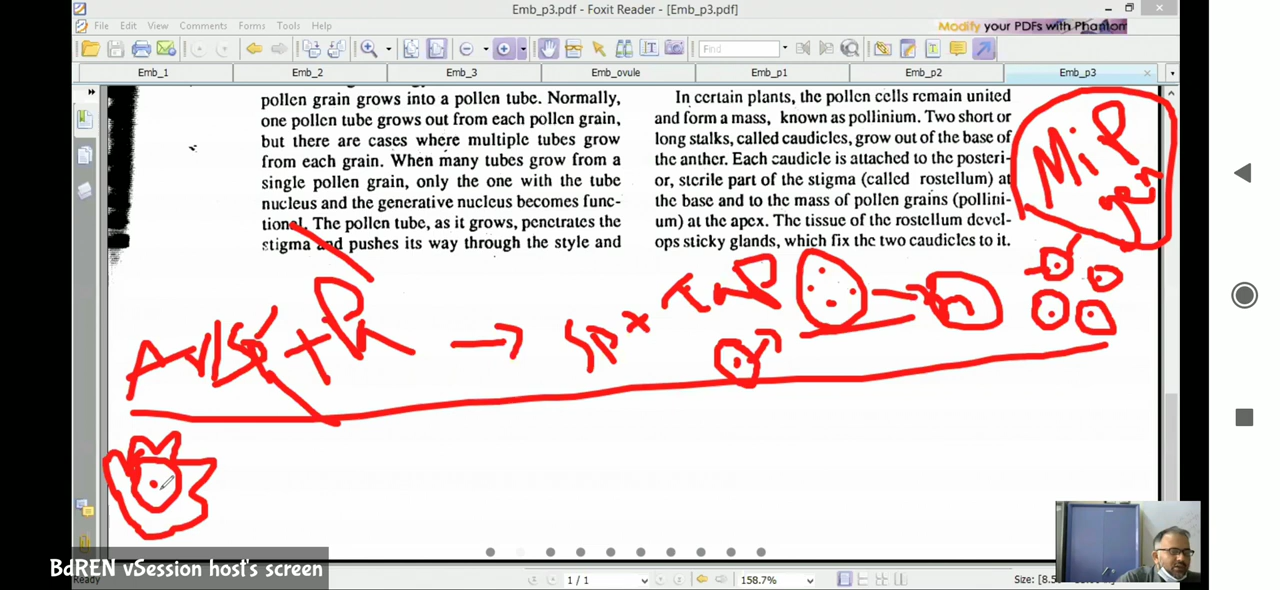 Emb_p3.pdf - Foxit Reader - [Emb_p3.pdf]
File Edit View Comments Forms Tools Help
Modify your PDFs with Phantom
Find
Emb_1 Emb_2 Emb_3 Emb_ovule Emb_p1 Emb_p2 Emb_p3
pollen grain grows into a pollen tube. Normally,
one pollen tube grows out from each pollen grain,
but there are cases where multiple tubes grow
from each grain. When many tubes grow from a
single pollen grain, only the one with the tube
nucleus and the generative nucleus becomes func-
tional. The pollen tube, as it grows, penetrates the
stigma and pushes its way through the style and
In certain plants, the pollen cells remain united
and form a mass, known as pollinium. Two short or
long stalks, called caudicles, grow out of the base of
the anther. Each caudicle is attached to the posteri-
or, sterile part of the stigma (called rostellum) at
the base and to the mass of pollen grains (pollini-
um) at the apex. The tissue of the rostellum devel-
ops sticky glands, which fix the two caudicles to it.
MiP
gen
BdREN vSession host's screen
Ready
1 / 1
158.7%
Size: [8.5